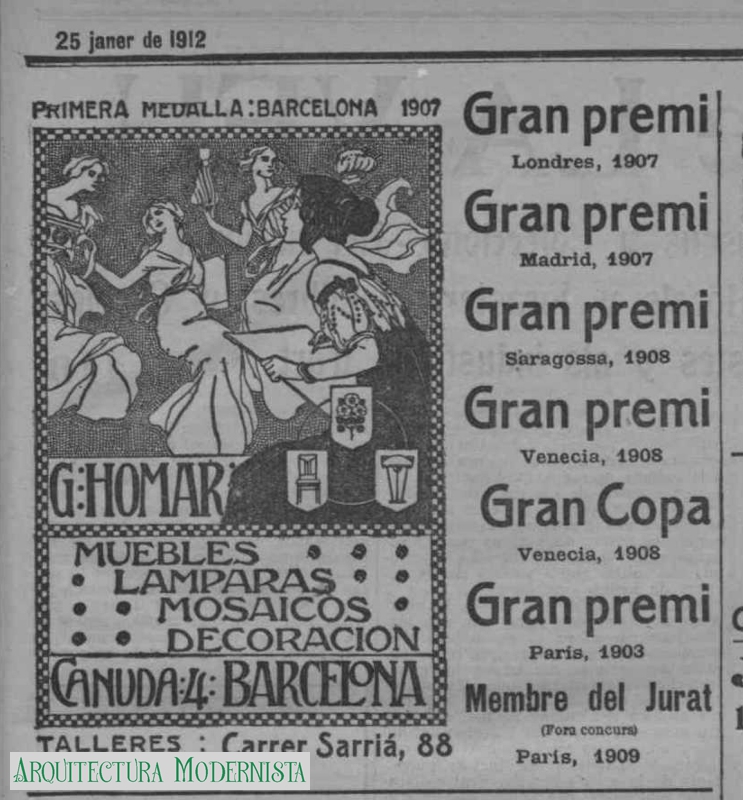 25 janer de 1912
PRIMERA MEDALLA: BARCELONA 1907
G: HOMAR:
MUEBLES
LAMPARAS
MOSAICOS
DECORACION
CANUDA:4: BARCELONA
TALLERES : Carrer Sarriá, 88
Gran premi
Londres, 1907
Gran premi
Madrid, 1907
Gran premi
Saragossa, 1908
Gran premi
Venecia, 1908
Gran Copa
Venecia, 1908
Gran premi
París, 1903
Membre del Jurat
(Fora concurs)
París, 1909
ARQUITECTURA MODERNISTA